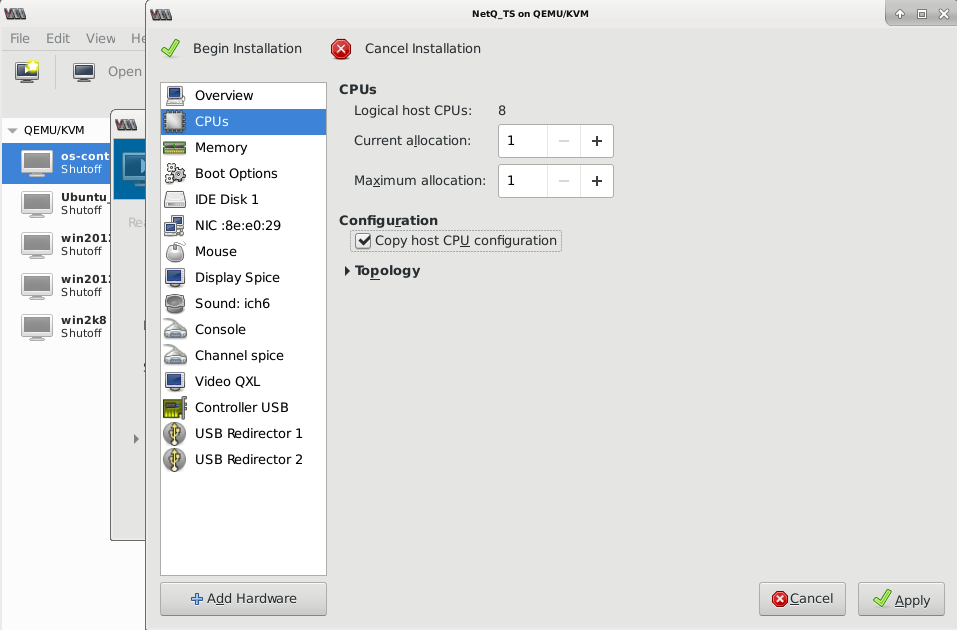 NetQ_TS on QEMU/KVM
File Edit View
Begin Installation
Cancel Installation
Open
QEMU/KVM
os-cont
Shutoff
Ubuntu_
Shutoff
win201
Shutoff
win201
Shutoff
win2k8
Shutoff
Overview
CPUs
Memory
Boot Options
IDE Disk 1
NIC :8e:e0:29
Mouse
Display Spice
Sound: ich6
Console
Channel spice
Video QXL
Controller USB
USB Redirector 1
USB Redirector 2
Add Hardware
CPUs
Logical host CPUs: 8
Current allocation: 1
Maximum allocation: 1
Configuration
Copy host CPU configuration
Topology
Cancel
Apply